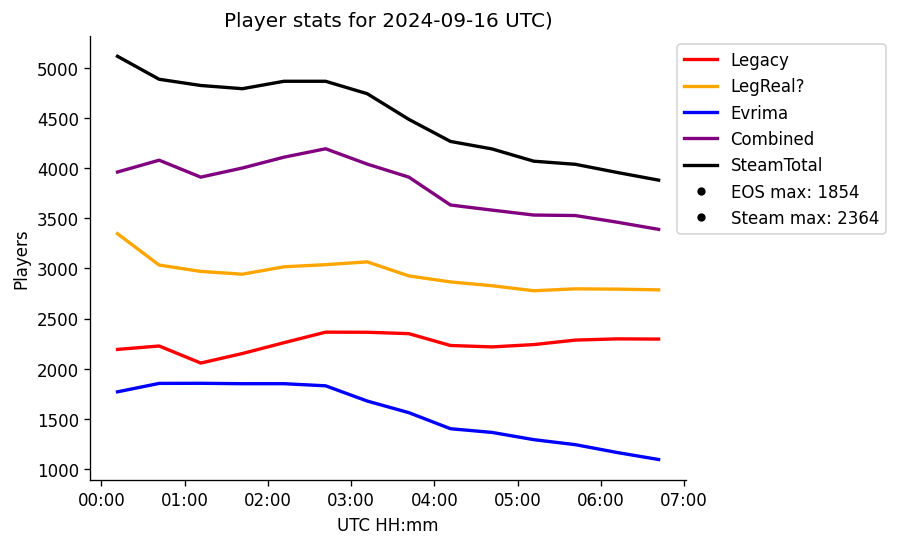 Player stats for 2024-09-16 UTC)
Legacy
LegReal?
Evrima
Combined
SteamTotal
EOS max: 1854
Steam max: 2364
Players
5000
4500
4000
3500
3000
2500
2000
1500
1000
00:00 01:00 02:00 03:00 04:00 05:00 06:00 07:00
UTC HH:mm